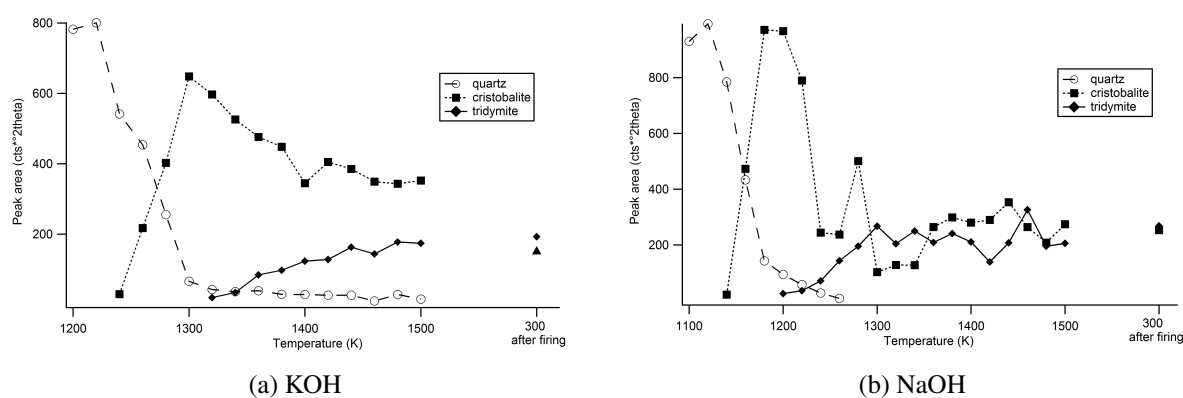 800
600
400
200
Peak area (cts*°2theta)
1200
1300
1400
1500
300
after firing
Temperature (K)
quartz
cristobalite
tridymite
(a) KOH
800
600
400
200
Peak area (cts*°2theta)
1100
1200
1300
1400
1500
300
after firing
Temperature (K)
quartz
cristobalite
tridymite
(b) NaOH